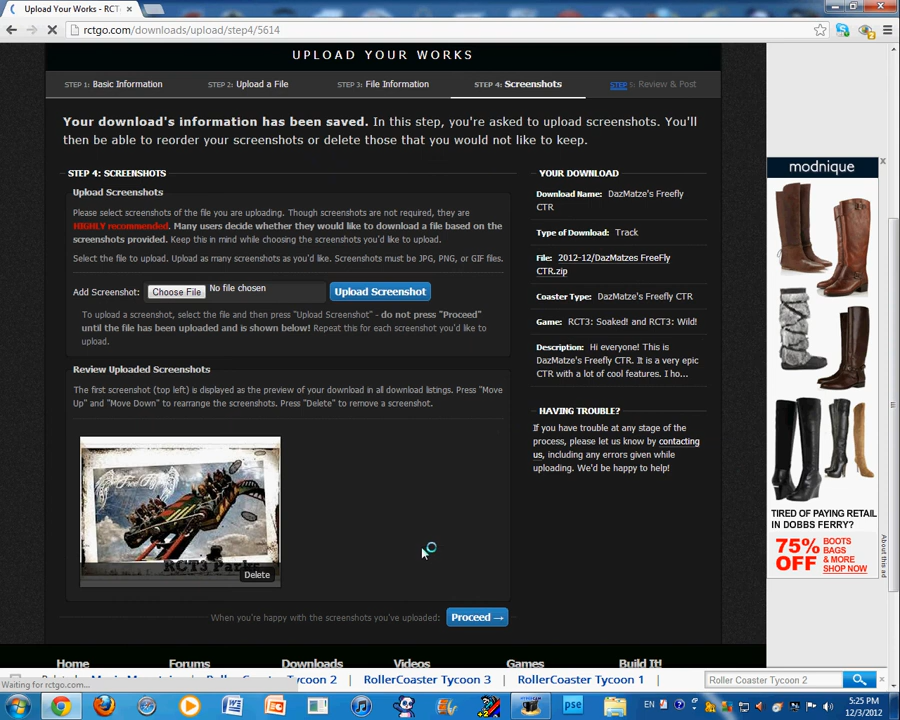 Upload Your Works - RCT
rctgo.com/downloads/upload/step4/5614
UPLOAD YOUR WORKS
STEP 1: Basic Information
STEP 2: Upload a File
STEP 3: File Information
STEP 4: Screenshots
STEP 5: Review & Post
Your download's information has been saved. In this step, you're asked to upload screenshots. You'll
then be able to reorder your screenshots or delete those that you would not like to keep.
STEP 4: SCREENSHOTS
Upload Screenshots
Please select screenshots of the file you are uploading. Though screenshots are not required, they are
HIGHLY recommended. Many users decide whether they would like to download a file based on the
screenshots provided. Keep this in mind while choosing the screenshots you'd like to upload.
Select the file to upload. Upload as many screenshots as you'd like. Screenshots must be JPG, PNG, or GIF files.
Add Screenshot: Choose File No file chosen Upload Screenshot
To upload a screenshot, select the file and then press "Upload Screenshot" - do not press "Proceed"
until the file has been uploaded and is shown below! Repeat this for each screenshot you'd like to
upload.
Review Uploaded Screenshots
The first screenshot (top left) is displayed as the preview of your download in all download listings. Press "Move
Up" and "Move Down" to rearrange the screenshots. Press "Delete" to remove a screenshot.
RCT3 Parks
Delete
When you're happy with the screenshots you've uploaded: Proceed →
YOUR DOWNLOAD
Download Name: DazMatze's Freefly
CTR
Type of Download: Track
File: 2012-12/DazMatzes FreeFly
CTR.zip
Coaster Type: DazMatze's Freefly CTR
Game: RCT3: Soaked! and RCT3: Wild!
Description: Hi everyone! This is
DazMatze's Freefly CTR. It is a very epic
CTR with a lot of cool features. I ho...
HAVING TROUBLE?
If you have trouble at any stage of the
process, please let us know by contacting
us, including any errors given while
uploading. We'd be happy to help!
modnique
TIRED OF PAYING RETAIL
IN DOBBS FERRY?
75%
OFF
BOOTS
BAGS
& MORE
SHOP NOW
About this ad
Home
Forums
Downloads
Videos
Games
Build It!
RollerCoaster Tycoon 3 |
RollerCoaster Tycoon 1 |
Roller Coaster Tycoon 2
Waiting for rctgo.com...
pse
EN
5:25 PM
12/3/2012